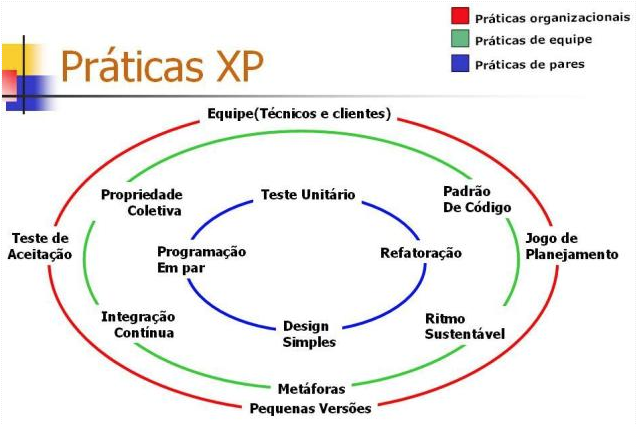 Práticas organizacionais
Práticas de equipe
Práticas de pares
Práticas XP
Equipe(Técnicos e clientes)
Propriedade
Coletiva
Teste Unitário
Padrão
De Código
Teste de
Aceitação
Programação
Em par
Refatoração
Jogo de
Planejamento
Integração
Contínua
Design
Simples
Ritmo
Sustentável
Metáforas
Pequenas Versões